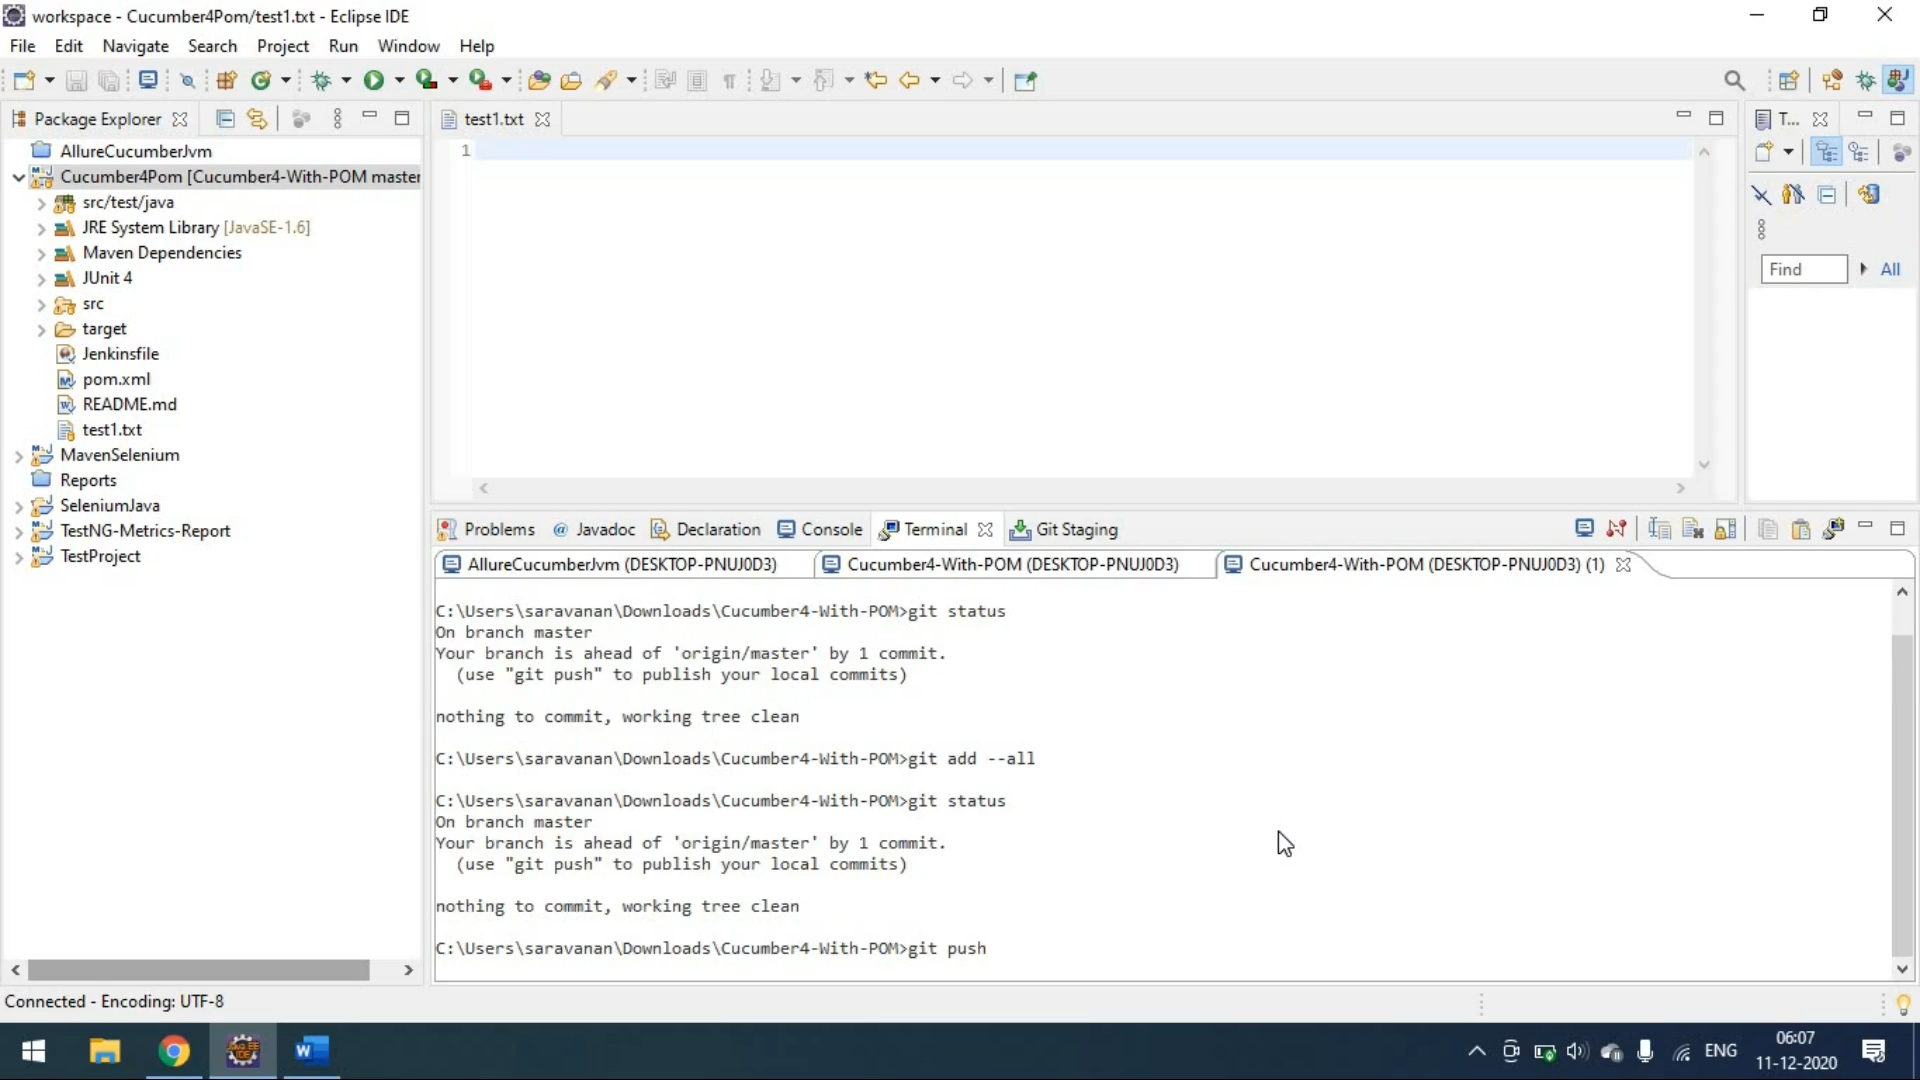 workspace - Cucumber4Pom/test1.txt - Eclipse IDE
File Edit Navigate Search Project Run Window Help
Package Explorer
test1.txt
T...
AllureCucumberJvm
1
Cucumber4Pom [Cucumber4-With-POM master
src/test/java
JRE System Library [JavaSE-1.6]
Maven Dependencies
Find All
JUnit 4
src
target
Jenkinsfile
pom.xml
README.md
test1.txt
MavenSelenium
Reports
SeleniumJava
TestNG-Metrics-Report
TestProject
Problems @ Javadoc Declaration Console Terminal Git Staging
AllureCucumberJvm (DESKTOP-PNUJ0D3) Cucumber4-With-POM (DESKTOP-PNUJ0D3) Cucumber4-With-POM (DESKTOP-PNUJ0D3) (1)
C:\Users\saravanan\Downloads\Cucumber4-With-POM>git status
On branch master
Your branch is ahead of 'origin/master' by 1 commit.
(use "git push" to publish your local commits)
nothing to commit, working tree clean
C:\Users\saravanan\Downloads\Cucumber4-With-POM>git add --all
C:\Users\saravanan\Downloads\Cucumber4-With-POM>git status
On branch master
Your branch is ahead of 'origin/master' by 1 commit.
(use "git push" to publish your local commits)
nothing to commit, working tree clean
C:\Users\saravanan\Downloads\Cucumber4-With-POM>git push
Connected - Encoding: UTF-8
ENG
06:07
11-12-2020